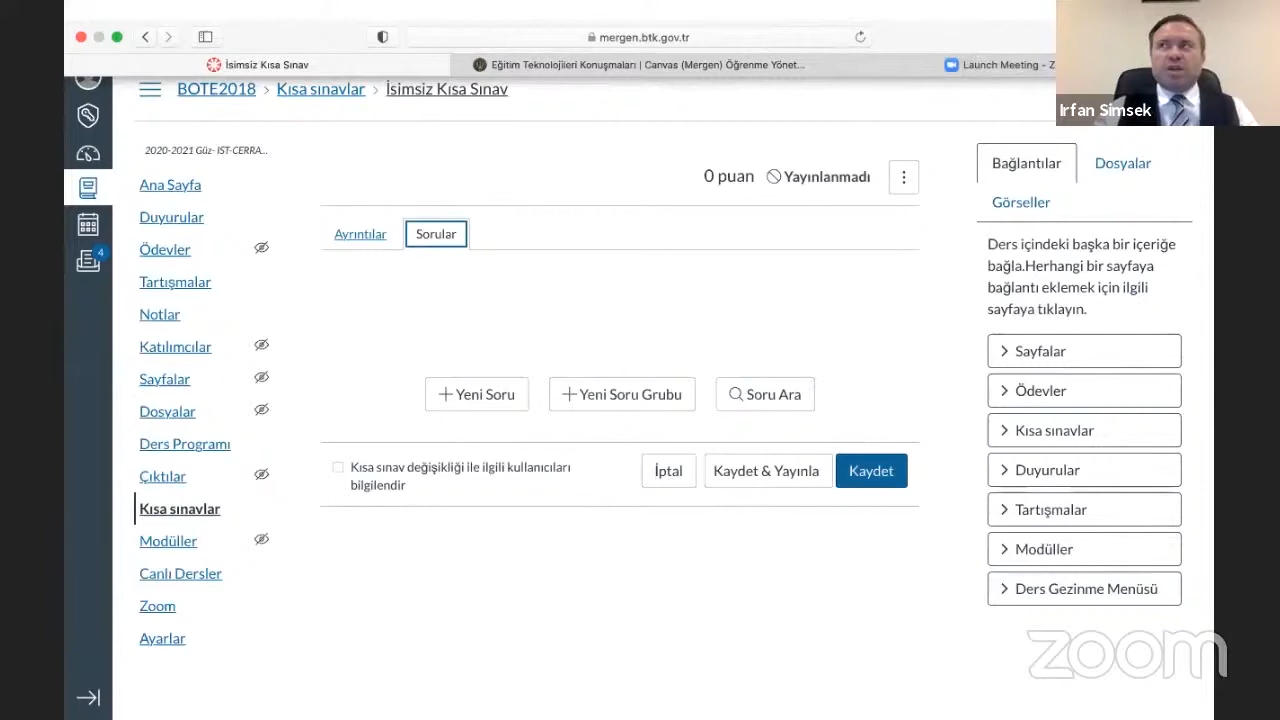 mergen.btk.gov.tr
İsimsiz Kısa Sınav
Eğitim Teknolojileri Konuşmaları | Canvas (Mergen) Öğrenme Yönet...
Launch Meeting - Z
Irfan Simsek
BOTE2018 > Kısa sınavlar > İsimsiz Kısa Sınav
2020-2021 Güz- IST-CERRA...
Ana Sayfa
Duyurular
Ödevler
Tartışmalar
Notlar
Katılımcılar
Sayfalar
Dosyalar
Ders Programı
Çıktılar
Kısa sınavlar
Modüller
Canlı Dersler
Zoom
Ayarlar
4
0 puan Yayınlanmadı
Ayrıntılar Sorular
+ Yeni Soru + Yeni Soru Grubu Soru Ara
Kısa sınav değişikliği ile ilgili kullanıcıları
bilgilendir
İptal Kaydet & Yayınla Kaydet
Bağlantılar Dosyalar
Görseller
Ders içindeki başka bir içeriğe
bağla.Herhangi bir sayfaya
bağlantı eklemek için ilgili
sayfaya tıklayın.
> Sayfalar
> Ödevler
> Kısa sınavlar
> Duyurular
> Tartışmalar
> Modüller
> Ders Gezinme Menüsü
zoom